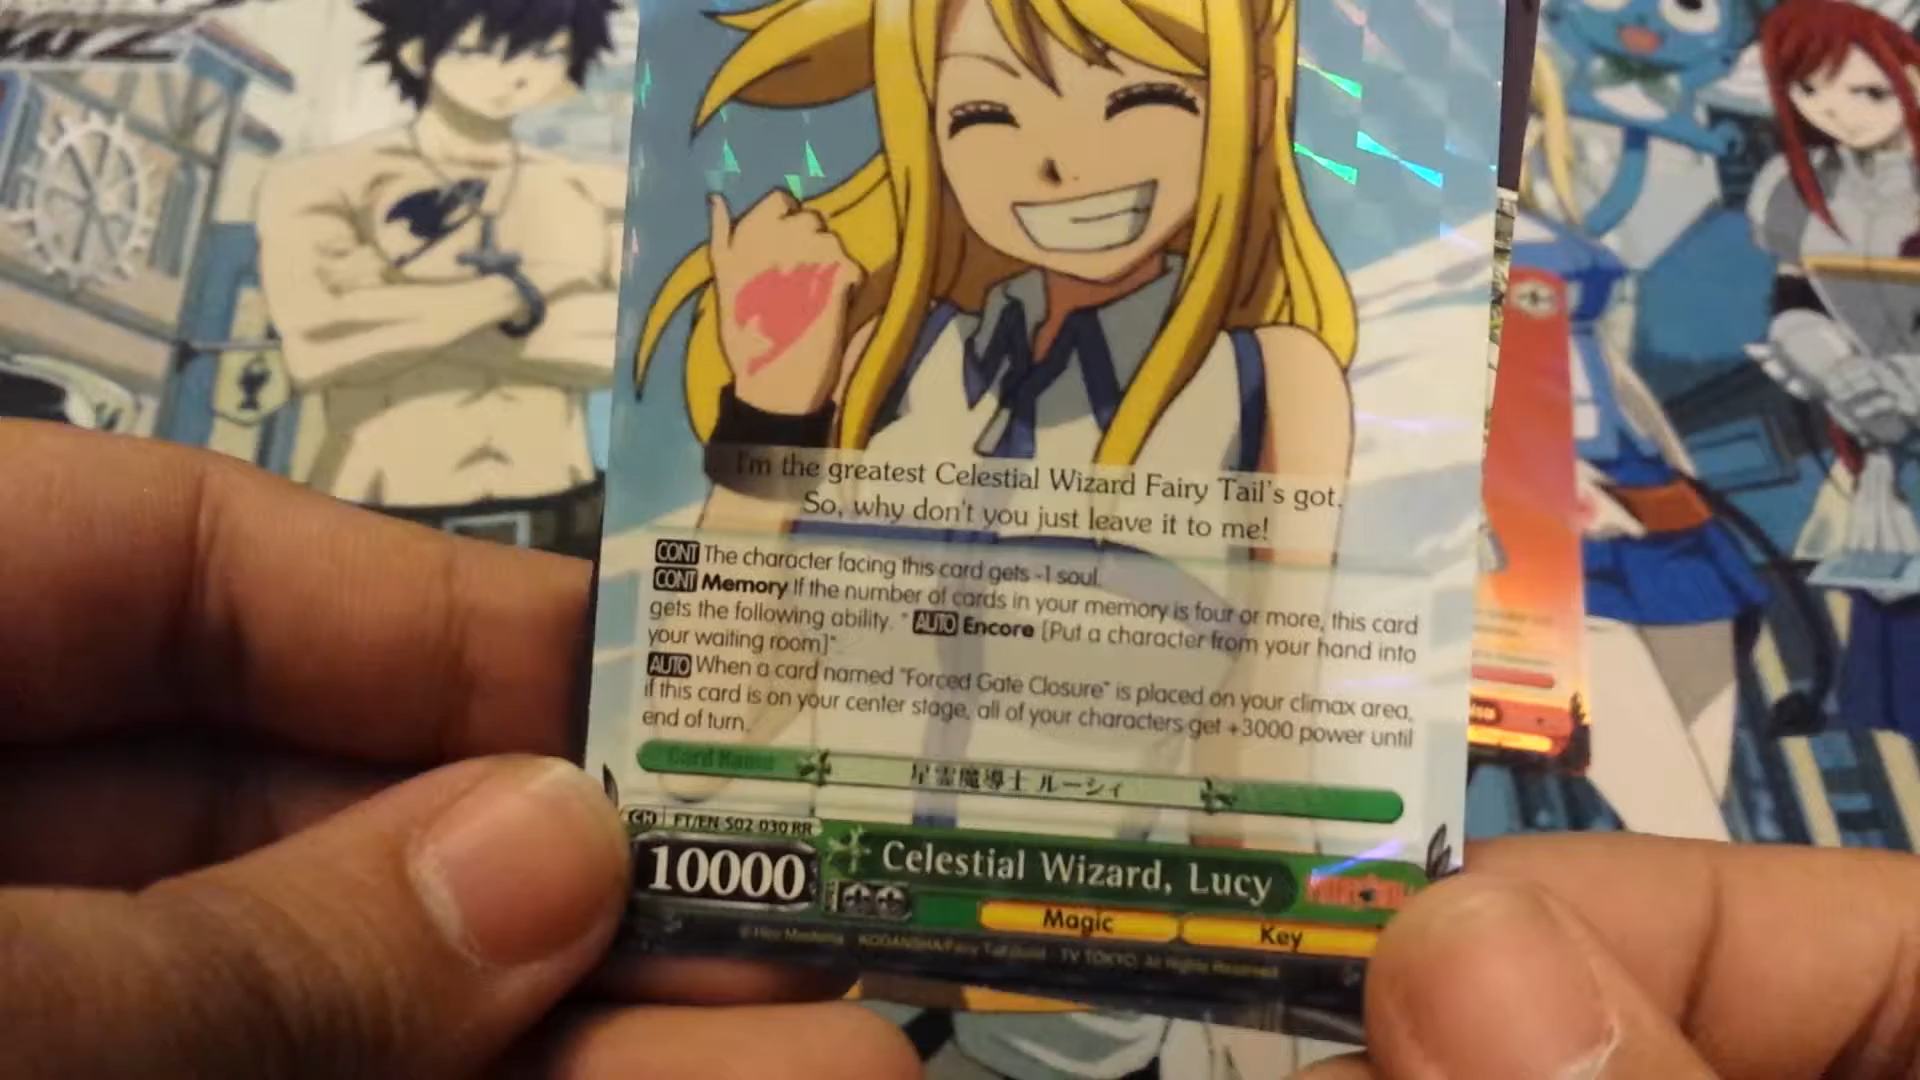 I'm the greatest Celestial Wizard Fairy Tail's got.
So, why don't you just leave it to me!
CONT The character facing this card gets -1 soul.
CONT Memory If the number of cards in your memory is four or more, this card
gets the following ability. "AUTO Encore [Put a character from your hand into
your waiting room]".
AUTO When a card named "Forced Gate Closure" is placed on your climax area,
if this card is on your center stage, all of your characters get +3000 power until
end of turn.
Card Name
星霊魔導士 ルーシィ
CH FT/EN-S02-030 RR
10000
Celestial Wizard, Lucy
Magic
Key
© Hiro Mashima KODANSHA/Fairy Tail Guild · TV TOKYO. All Rights Reserved.